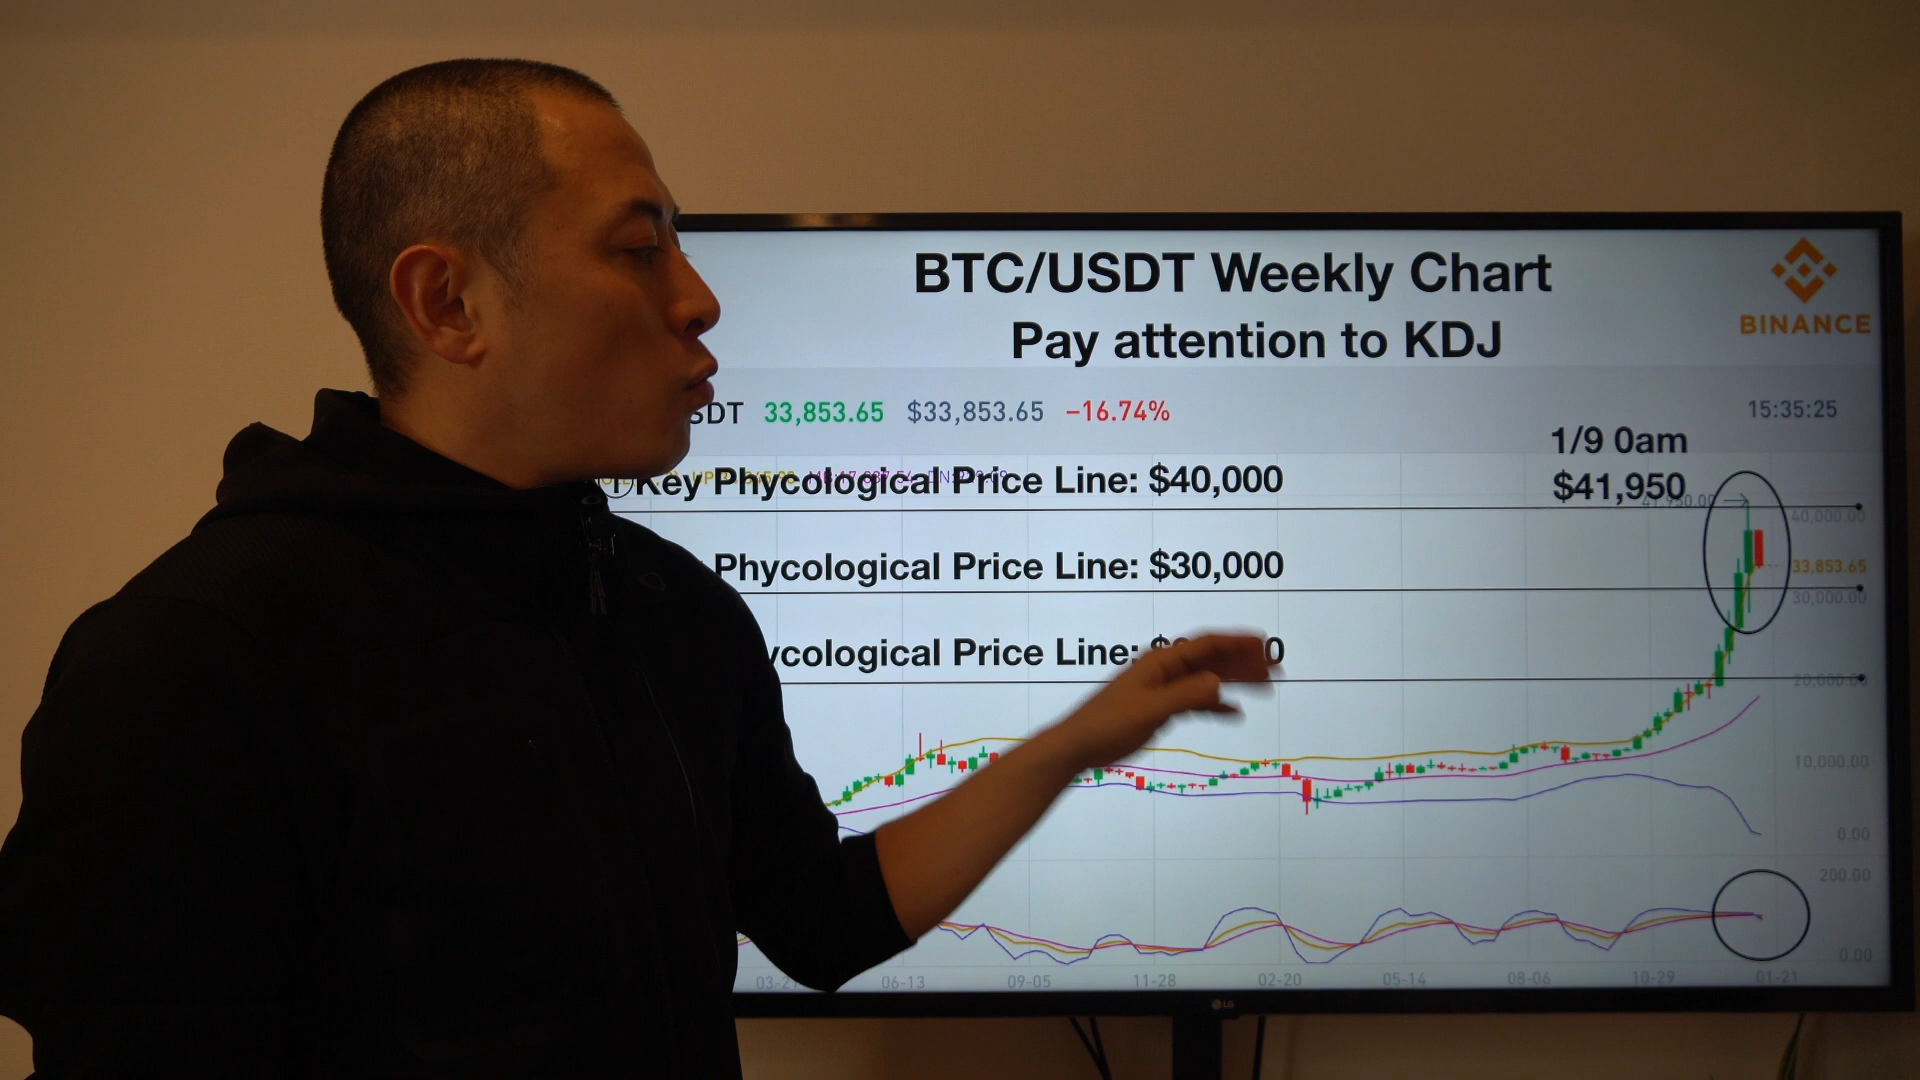 BTC/USDT Weekly Chart
Pay attention to KDJ
BINANCE
SDT 33,853.65 $33,853.65 −16.74%
15:35:25
1/9 0am
$41,950
Key Phycological Price Line: $40,000
41,950.00
40,000.00
Phycological Price Line: $30,000
33,853.65
30,000.00
ycological Price Line:
20,000.00
10,000.00
0.00
200.00
0.00
06-13 09-05 11-28 02-20 05-14 08-06 10-29 01-21
LG